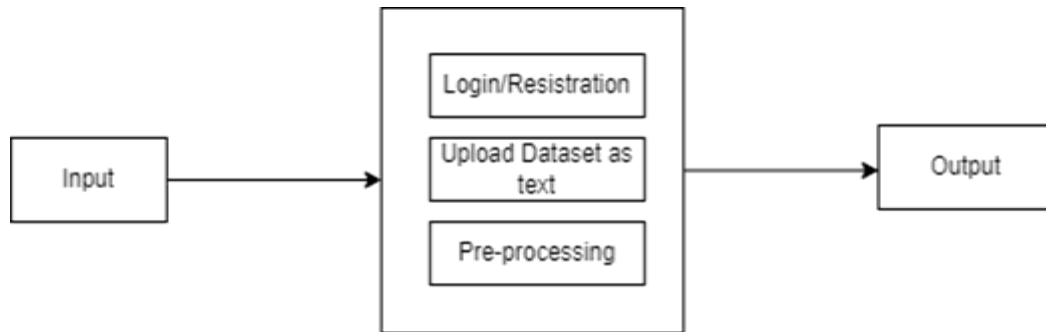 Login/Resistration
Input
Upload Dataset as
text
Pre-processing
Output